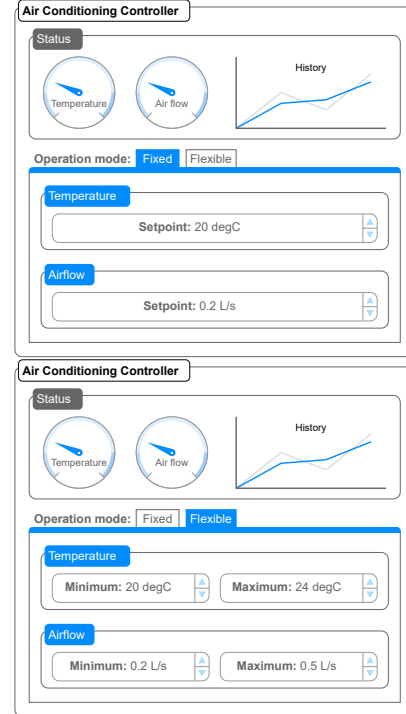 Air Conditioning Controller
Status
History
Temperature Air flow
Operation mode: Fixed Flexible
Temperature
Setpoint: 20 degC
Airflow
Setpoint: 0.2 L/s
Air Conditioning Controller
Status
History
Temperature Air flow
Operation mode: Fixed Flexible
Temperature
Minimum: 20 degC Maximum: 24 degC
Airflow
Minimum: 0.2 L/s Maximum: 0.5 L/s